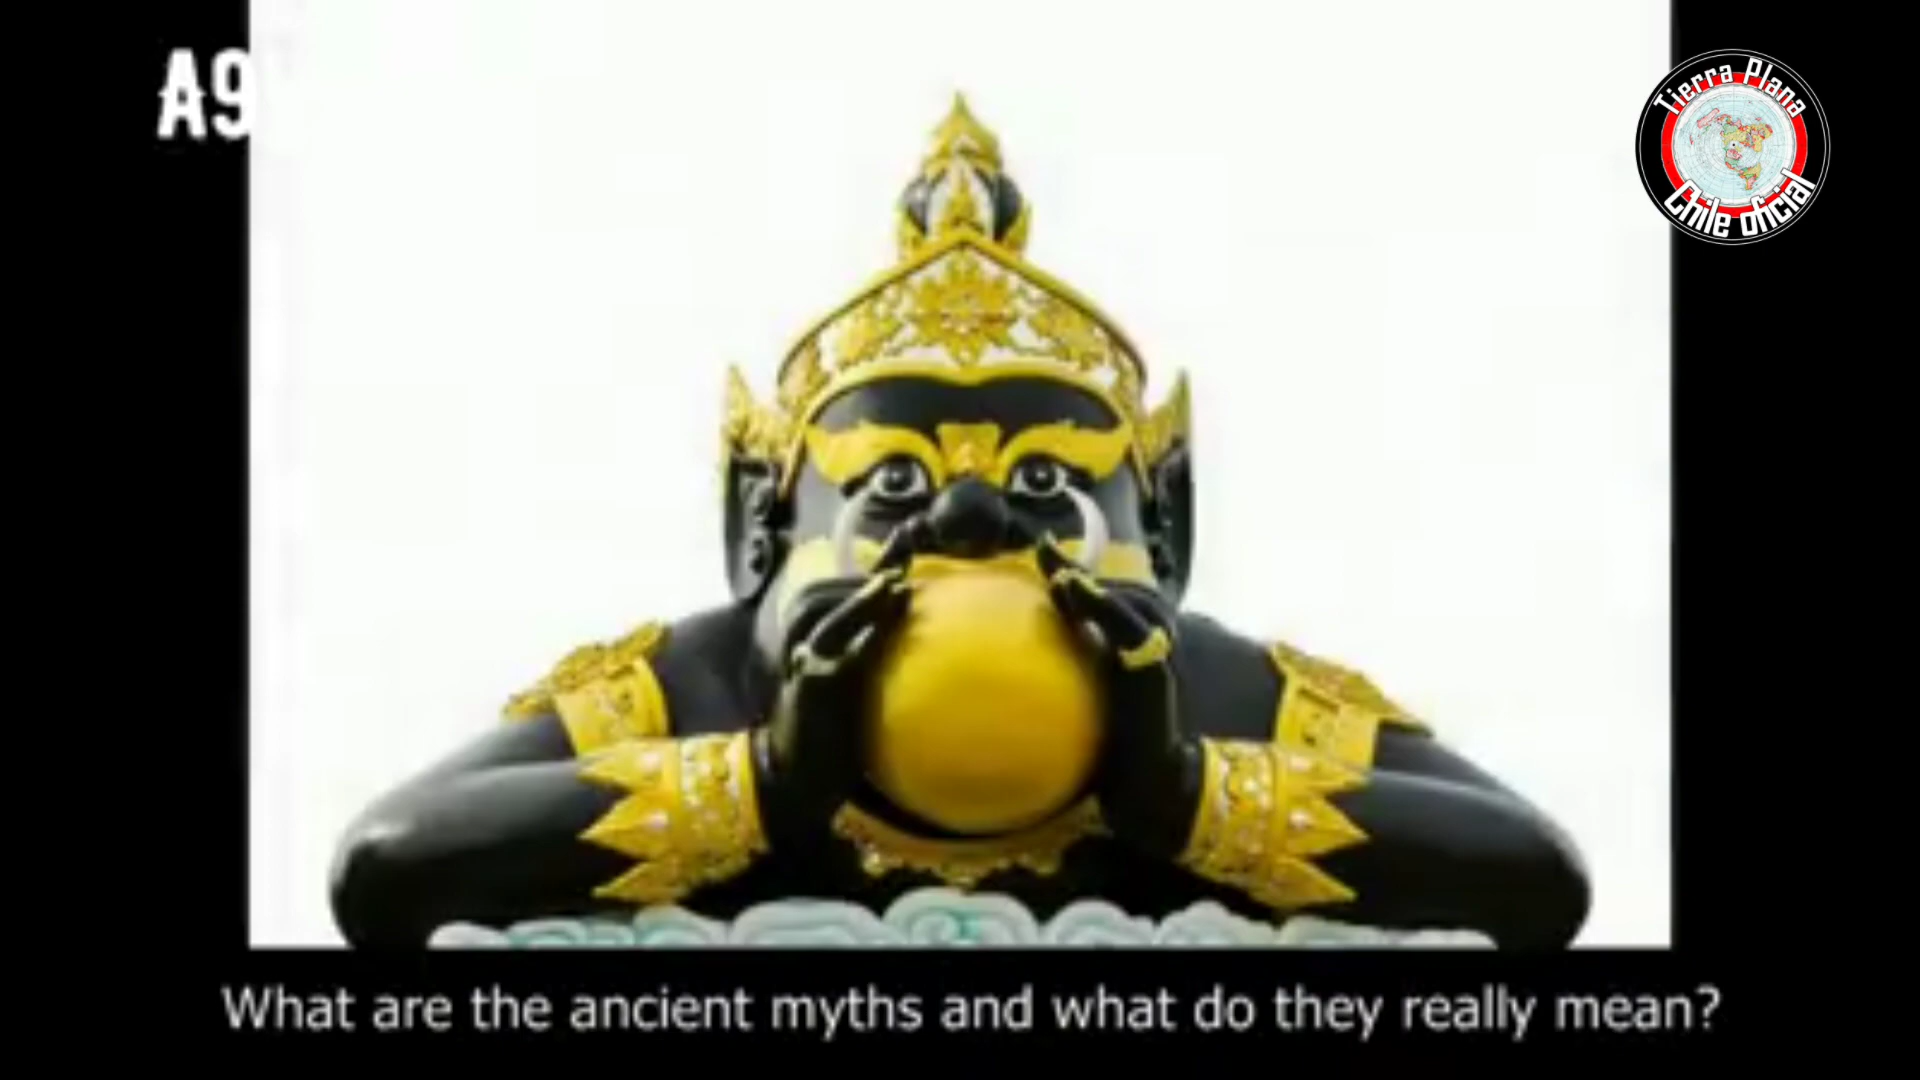 A9
Tierra Plana
Chile oficial
What are the ancient myths and what do they really mean?